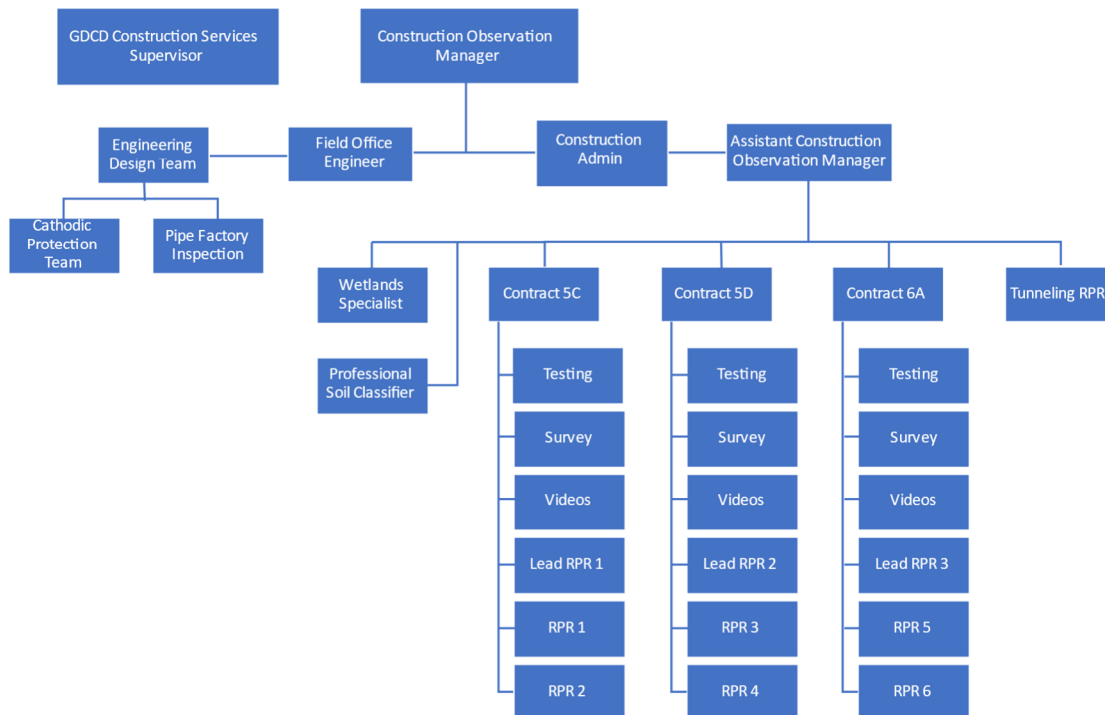 GDCD Construction Services
Supervisor
Construction Observation
Manager
Engineering
Design Team
Field Office
Engineer
Construction
Admin
Assistant Construction
Observation Manager
Cathodic
Protection
Team
Pipe Factory
Inspection
Wetlands
Specialist
Contract 5C
Contract 5D
Contract 6A
Tunneling RPR
Professional
Soil Classifier
Testing
Testing
Testing
Survey
Survey
Survey
Videos
Videos
Videos
Lead RPR 1
Lead RPR 2
Lead RPR 3
RPR 1
RPR 3
RPR 5
RPR 2
RPR 4
RPR 6